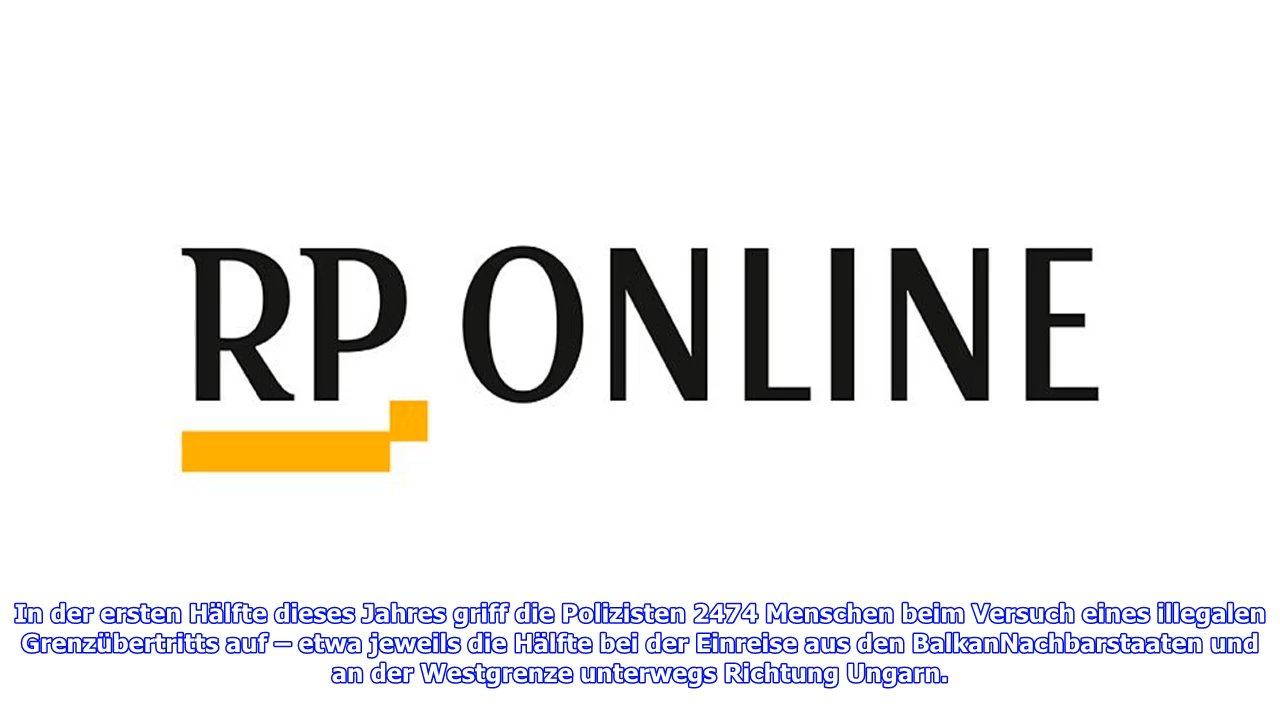 RP ONLINE
In der ersten Hälfte dieses Jahres griff die Polizisten 2474 Menschen beim Versuch eines illegalen
Grenzübertritts auf – etwa jeweils die Hälfte bei der Einreise aus den BalkanNachbarstaaten und
an der Westgrenze unterwegs Richtung Ungarn.